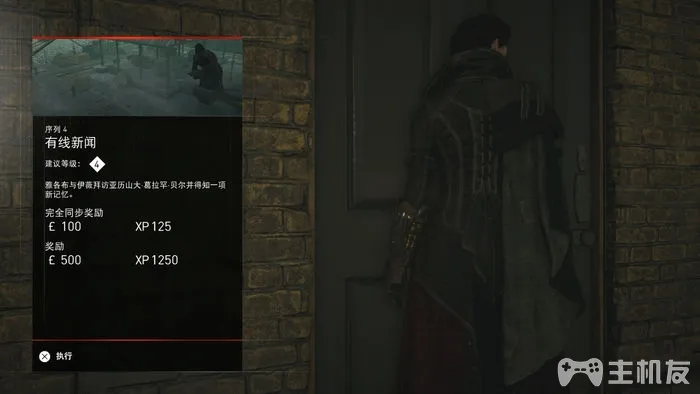 序列 4
有线新闻
建议等级： 4
雅各布与伊薇拜访亚历山大·葛拉罕·贝尔并得知一项
新记忆。
完全同步奖励
£ 100 XP 125
奖励
£ 500 XP 1250
执行
主机友